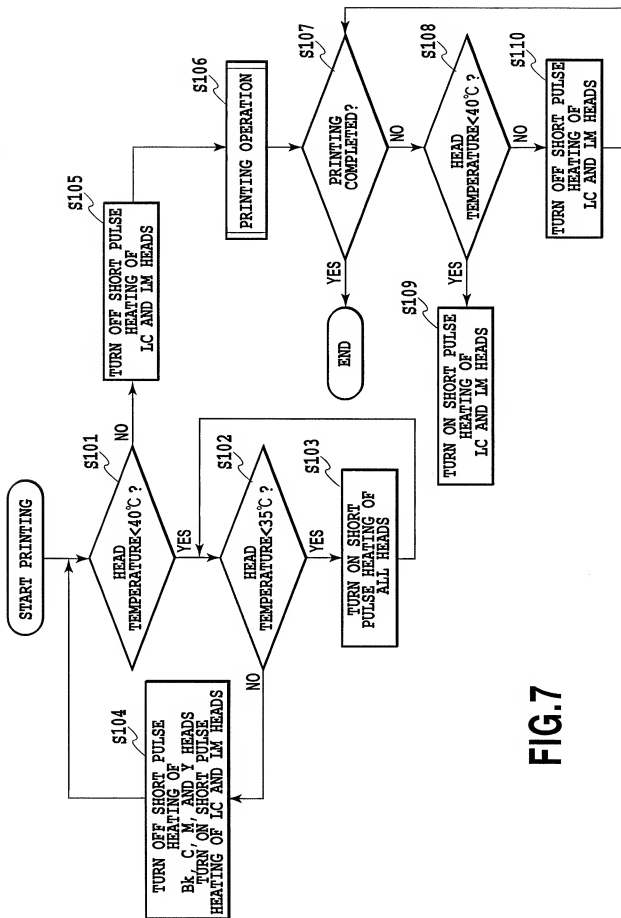 START PRINTING
S101
HEAD
TEMPERATURE<40°C ?
NO
YES
S102
HEAD
TEMPERATURE<35°C ?
NO
YES
S103
TURN ON SHORT
PULSE HEATING OF
ALL HEADS
S104
TURN OFF SHORT PULSE
HEATING OF
Bk, C, M, AND Y HEADS
TURN ON SHORT PULSE
HEATING OF LC AND LM HEADS
S105
TURN OFF SHORT PULSE
HEATING OF
LC AND LM HEADS
S106
PRINTING OPERATION
S107
PRINTING
COMPLETED?
YES
NO
END
S108
HEAD
TEMPERATURE<40°C ?
YES
NO
S109
TURN ON SHORT PULSE
HEATING OF
LC AND LM HEADS
S110
TURN OFF SHORT PULSE
HEATING OF
LC AND LM HEADS
FIG.7